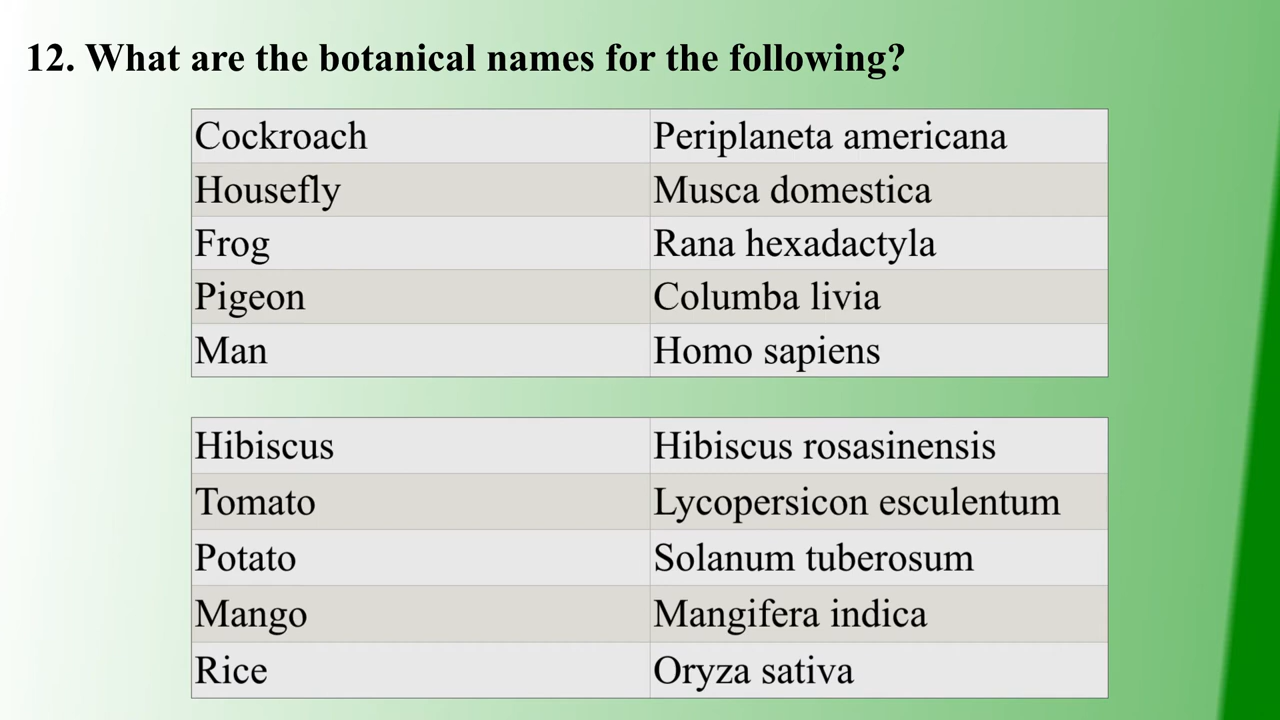 12. What are the botanical names for the following?
Cockroach Periplaneta americana
Housefly Musca domestica
Frog Rana hexadactyla
Pigeon Columba livia
Man Homo sapiens
Hibiscus Hibiscus rosasinensis
Tomato Lycopersicon esculentum
Potato Solanum tuberosum
Mango Mangifera indica
Rice Oryza sativa